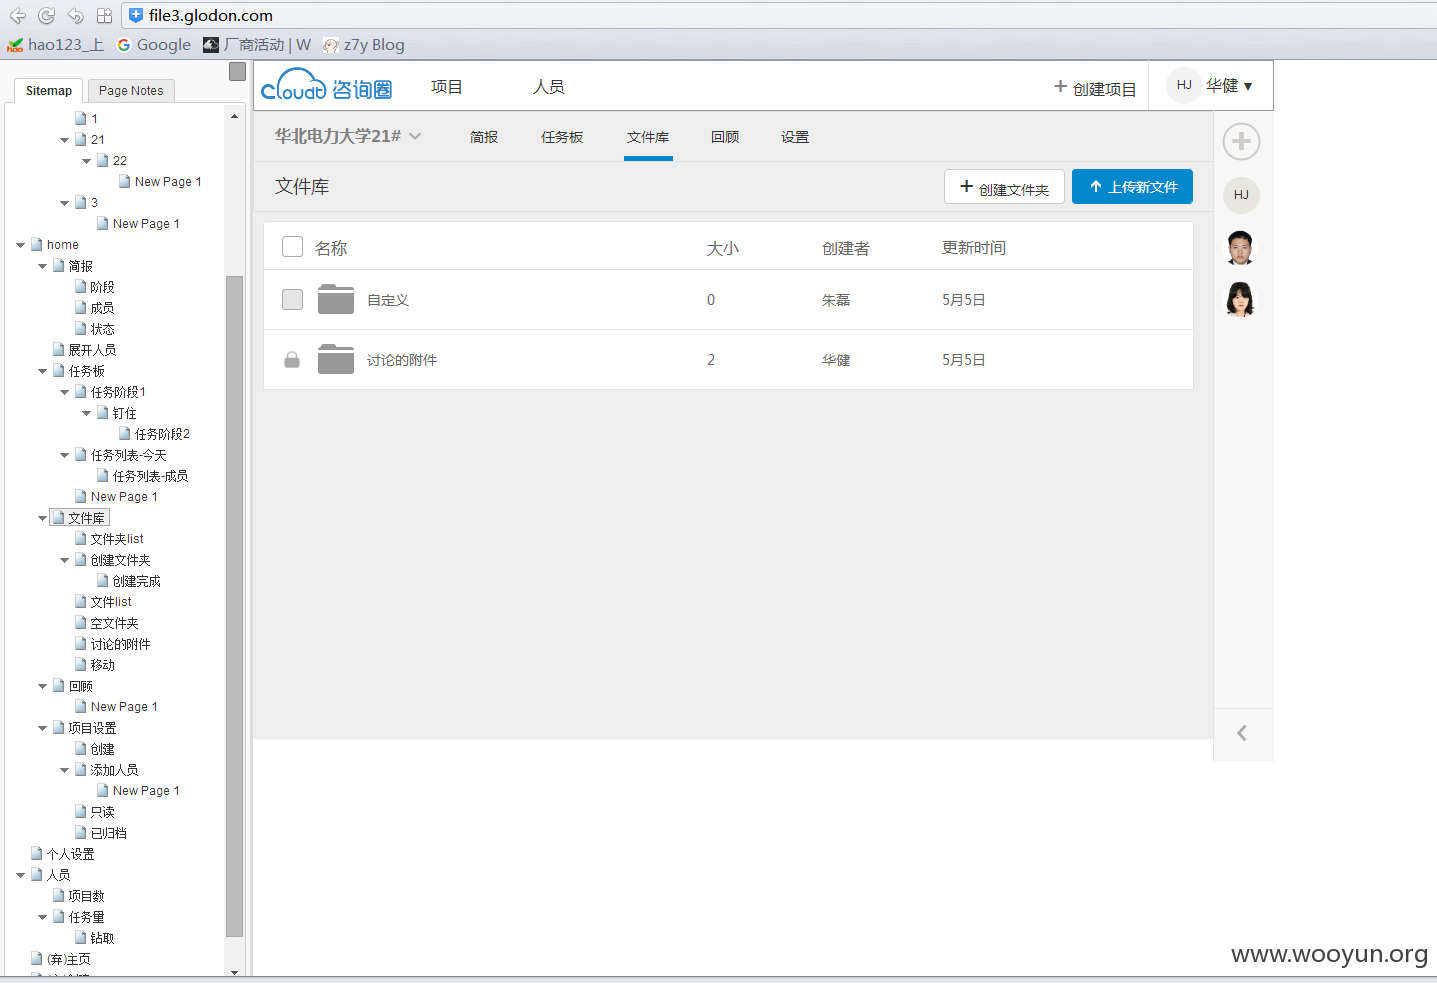 file3.glodon.com
hao123_上 Google 厂商活动 | W z7y Blog
Sitemap Page Notes
1
21
22
New Page 1
3
New Page 1
home
简报
阶段
成员
状态
展开人员
任务板
任务阶段1
钉住
任务阶段2
任务列表-今天
任务列表-成员
New Page 1
文件库
文件夹list
创建文件夹
创建完成
文件list
空文件夹
讨论的附件
移动
回顾
New Page 1
项目设置
创建
添加人员
New Page 1
只读
已归档
个人设置
人员
项目数
任务量
钻取
(弃)主页
Cloudt 咨询圈 项目 人员 + 创建项目 HJ 华健
华北电力大学21# 简报 任务板 文件库 回顾 设置
文件库 + 创建文件夹 上传新文件
HJ
名称 大小 创建者 更新时间
自定义 0 朱磊 5月5日
讨论的附件 2 华健 5月5日
www.wooyun.org